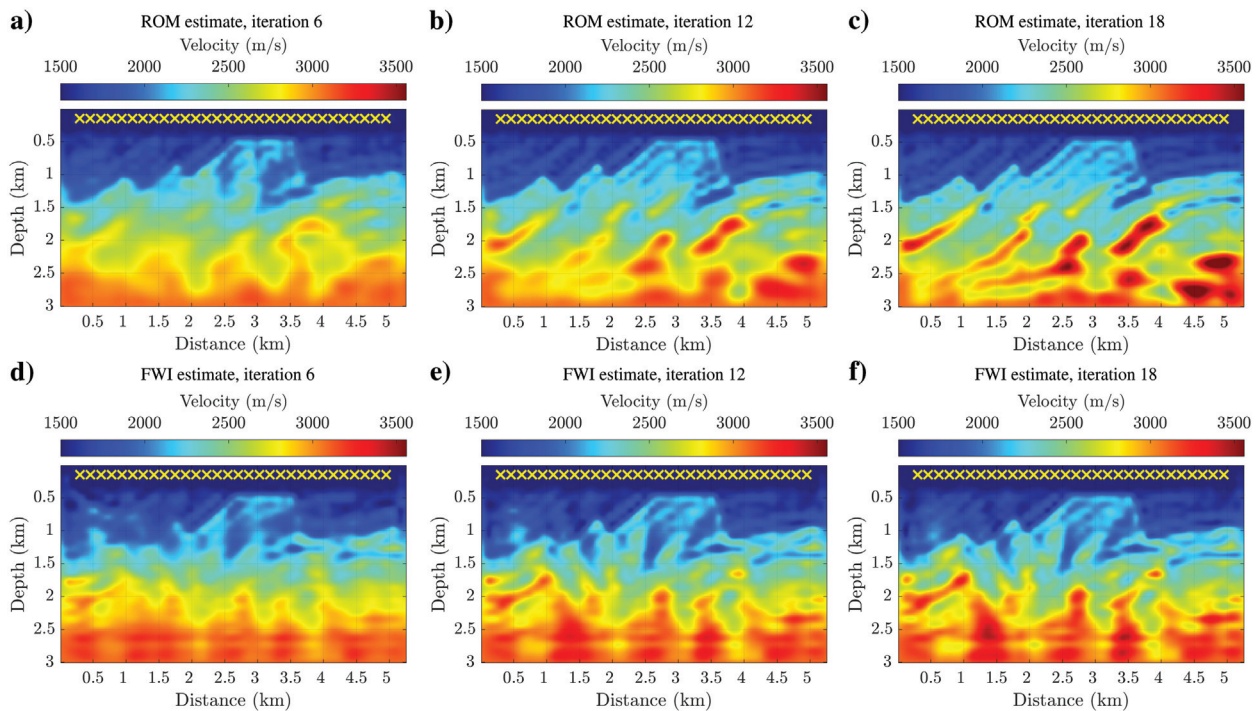 a) ROM estimate, iteration 6
Velocity (m/s)
1500 2000 2500 3000 3500
Depth (km)
0.5
1
1.5
2
2.5
3
0.5 1 1.5 2 2.5 3 3.5 4 4.5 5
Distance (km)
b) ROM estimate, iteration 12
Velocity (m/s)
1500 2000 2500 3000 3500
Depth (km)
0.5
1
1.5
2
2.5
3
0.5 1 1.5 2 2.5 3 3.5 4 4.5 5
Distance (km)
c) ROM estimate, iteration 18
Velocity (m/s)
1500 2000 2500 3000 3500
Depth (km)
0.5
1
1.5
2
2.5
3
0.5 1 1.5 2 2.5 3 3.5 4 4.5 5
Distance (km)
d) FWI estimate, iteration 6
Velocity (m/s)
1500 2000 2500 3000 3500
Depth (km)
0.5
1
1.5
2
2.5
3
0.5 1 1.5 2 2.5 3 3.5 4 4.5 5
Distance (km)
e) FWI estimate, iteration 12
Velocity (m/s)
1500 2000 2500 3000 3500
Depth (km)
0.5
1
1.5
2
2.5
3
0.5 1 1.5 2 2.5 3 3.5 4 4.5 5
Distance (km)
f) FWI estimate, iteration 18
Velocity (m/s)
1500 2000 2500 3000 3500
Depth (km)
0.5
1
1.5
2
2.5
3
0.5 1 1.5 2 2.5 3 3.5 4 4.5 5
Distance (km)